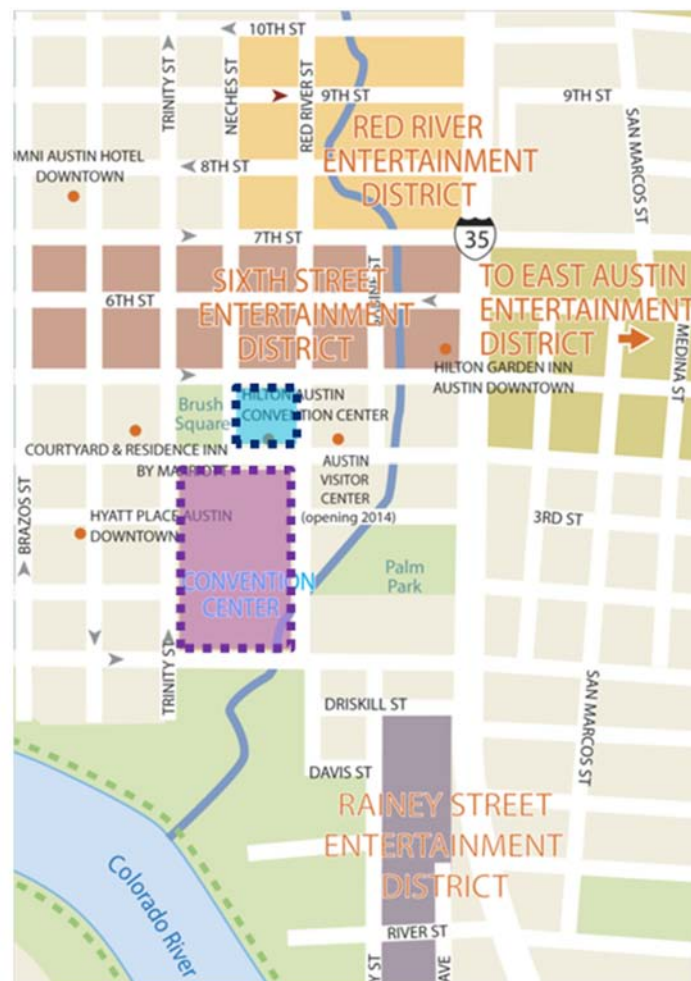 10TH ST
TRINITY ST
NECHES ST
RED RIVER ST
9TH ST
9TH ST
SAN MARCOS ST
RED RIVER
ENTERTAINMENT
DISTRICT
OMNI AUSTIN HOTEL
DOWNTOWN
8TH ST
7TH ST
35
SIXTH STREET
ENTERTAINMENT
DISTRICT
6TH ST
TO EAST AUSTIN
ENTERTAINMENT
DISTRICT
MEDINA ST
HILTON GARDEN INN
AUSTIN DOWNTOWN
Brush
Square
HILTON AUSTIN
CONVENTION CENTER
COURTYARD & RESIDENCE INN
BY
AUSTIN
VISITOR
CENTER
(opening 2014)
BRAZOS ST
HYATT PLACE AUSTIN
DOWNTOWN
3RD ST
CONVENTION
CENTER
Palm
Park
TRINITY ST
DRISKILL ST
SAN MARCOS ST
DAVIS ST
RAINEY STREET
ENTERTAINMENT
DISTRICT
Colorado River
RIVER ST
Y ST
AVE